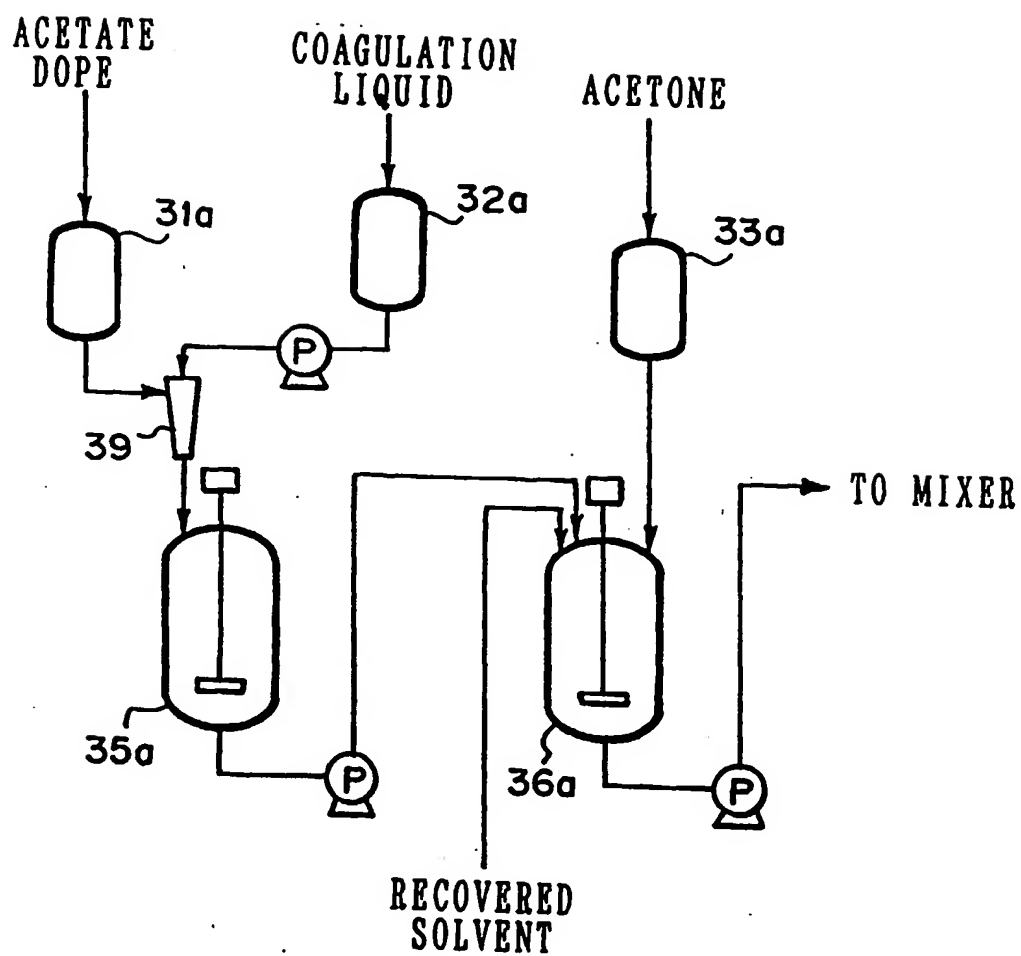 ACETATE
DOPE
COAGULATION
LIQUID
ACETONE
31a
32a
33a
P
39
TO MIXER
35a
P
36a
P
RECOVERED
SOLVENT